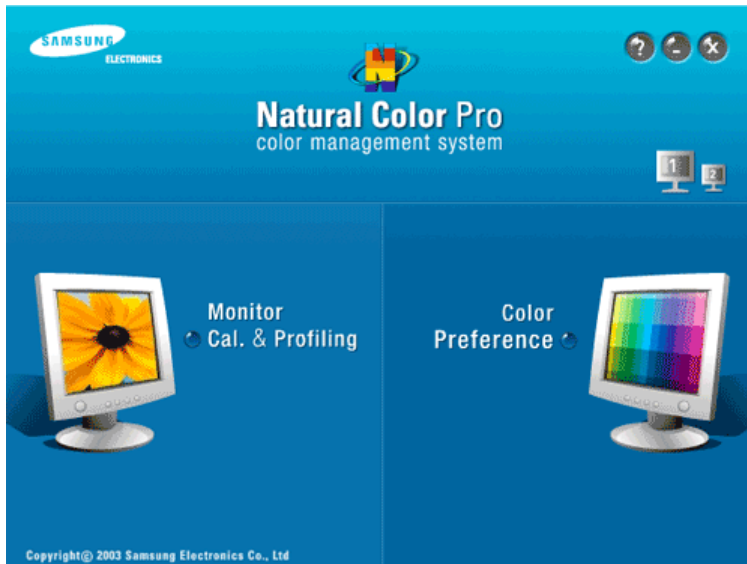 SAMSUNG
ELECTRONICS
? - x
N
Natural Color Pro
color management system
1 2
Monitor
Cal. & Profiling
Color
Preference
Copyright© 2003 Samsung Electronics Co., Ltd